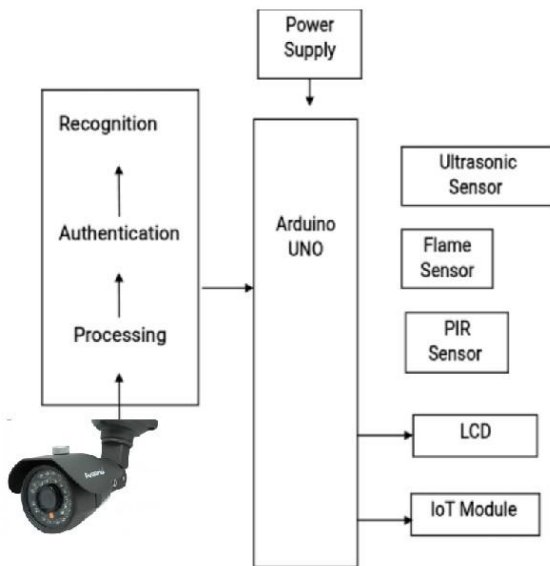 Power
Supply
Recognition
Authentication
Processing
Arduino
UNO
Ultrasonic
Sensor
Flame
Sensor
PIR
Sensor
LCD
IoT Module